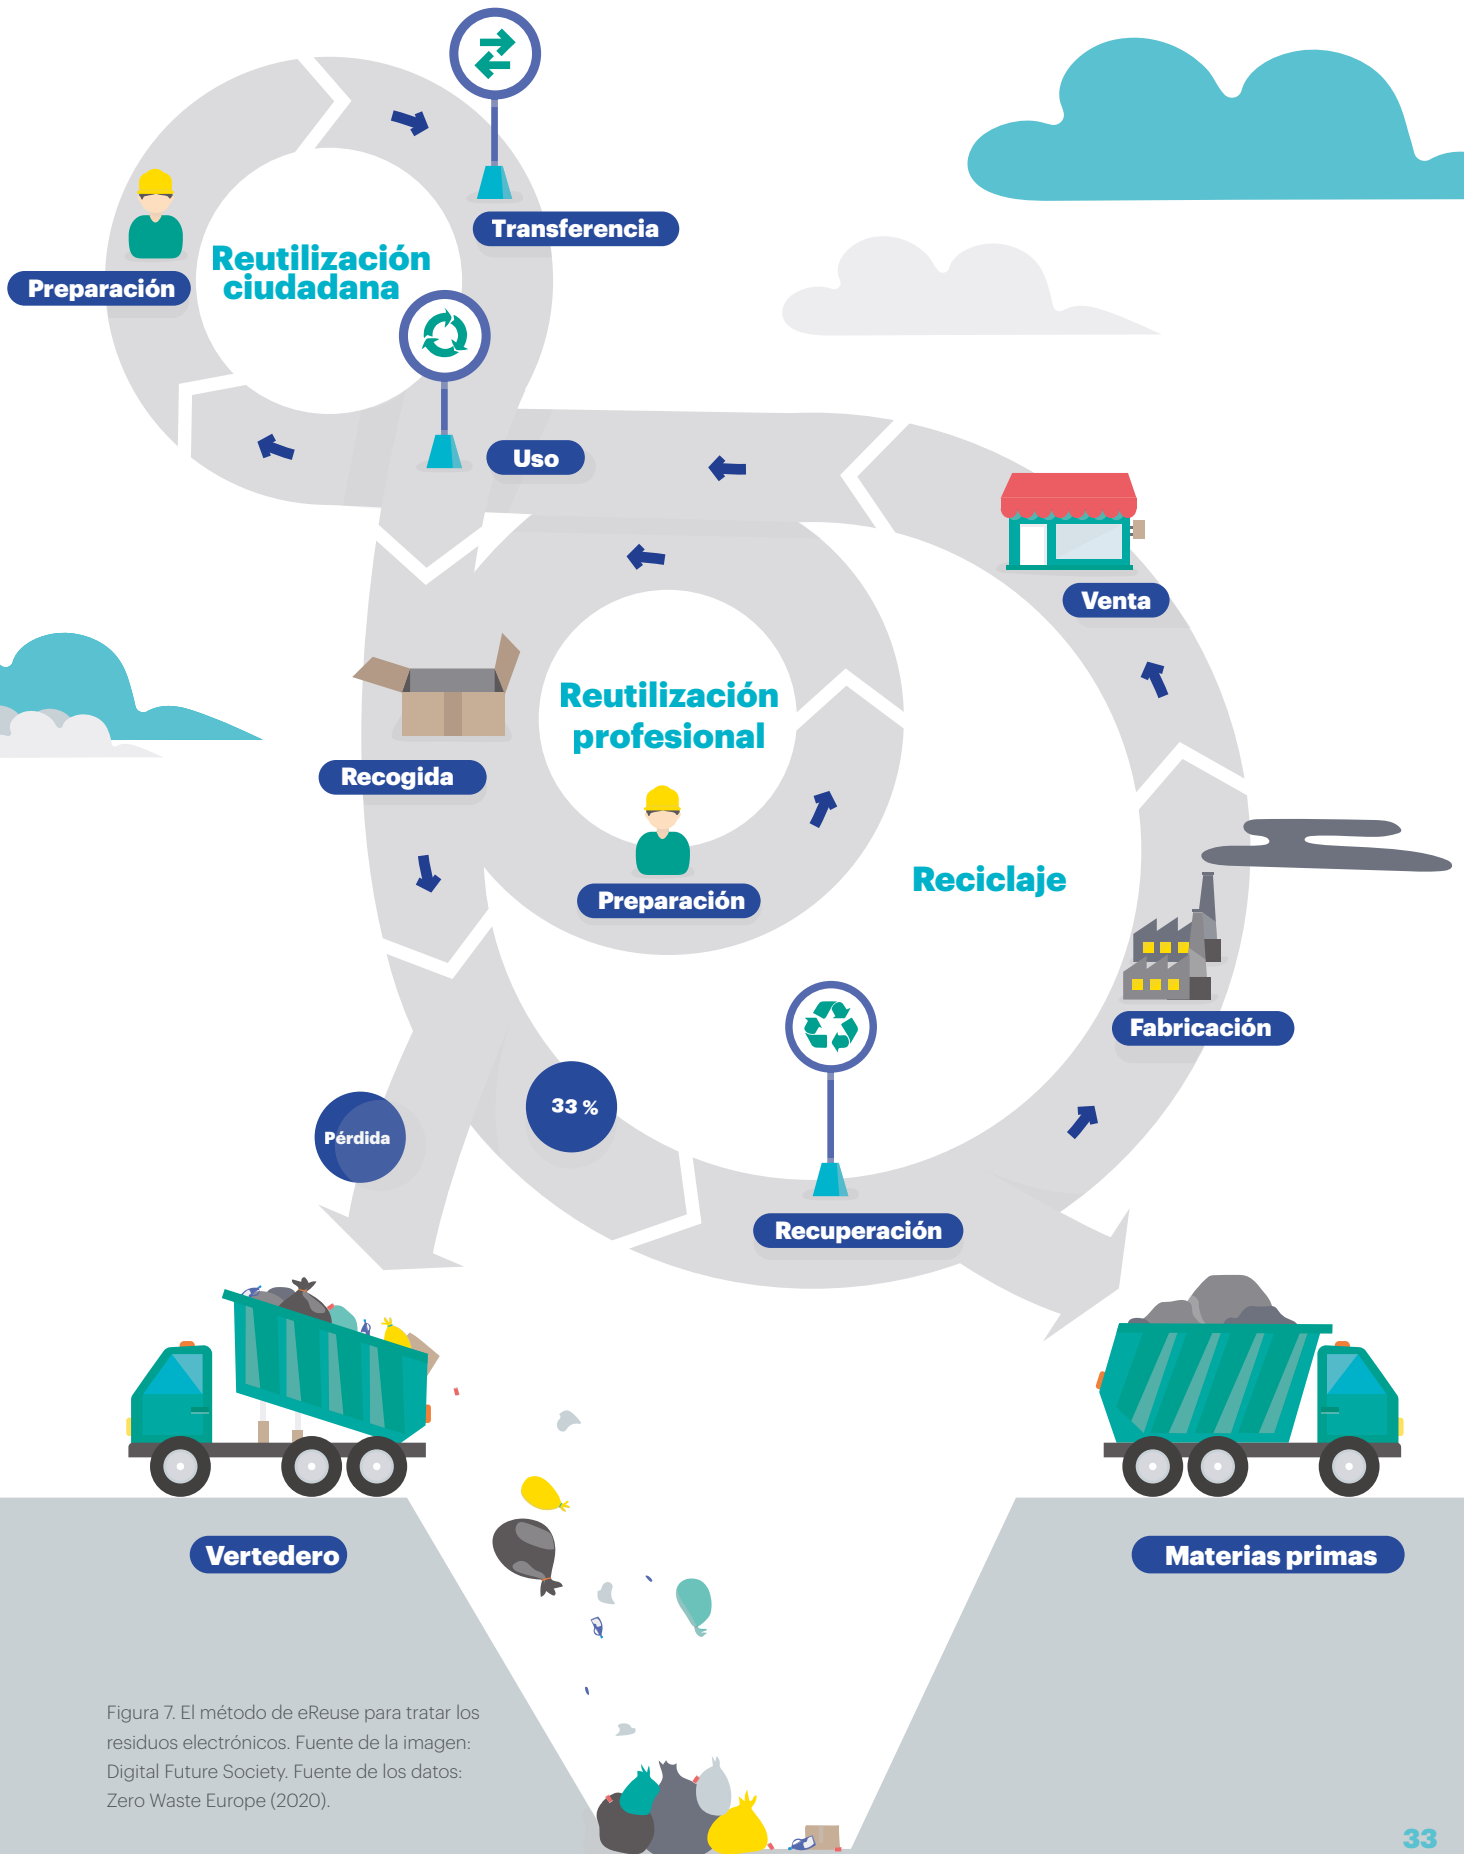 Transferencia
Reutilización
ciudadana
Preparación
Uso
Venta
Reutilización
profesional
Recogida
Reciclaje
Preparación
Fabricación
33 %
Pérdida
Recuperación
Vertedero
Materias primas
Figura 7. El método de eReuse para tratar los
residuos electrónicos. Fuente de la imagen:
Digital Future Society. Fuente de los datos:
Zero Waste Europe (2020).
33